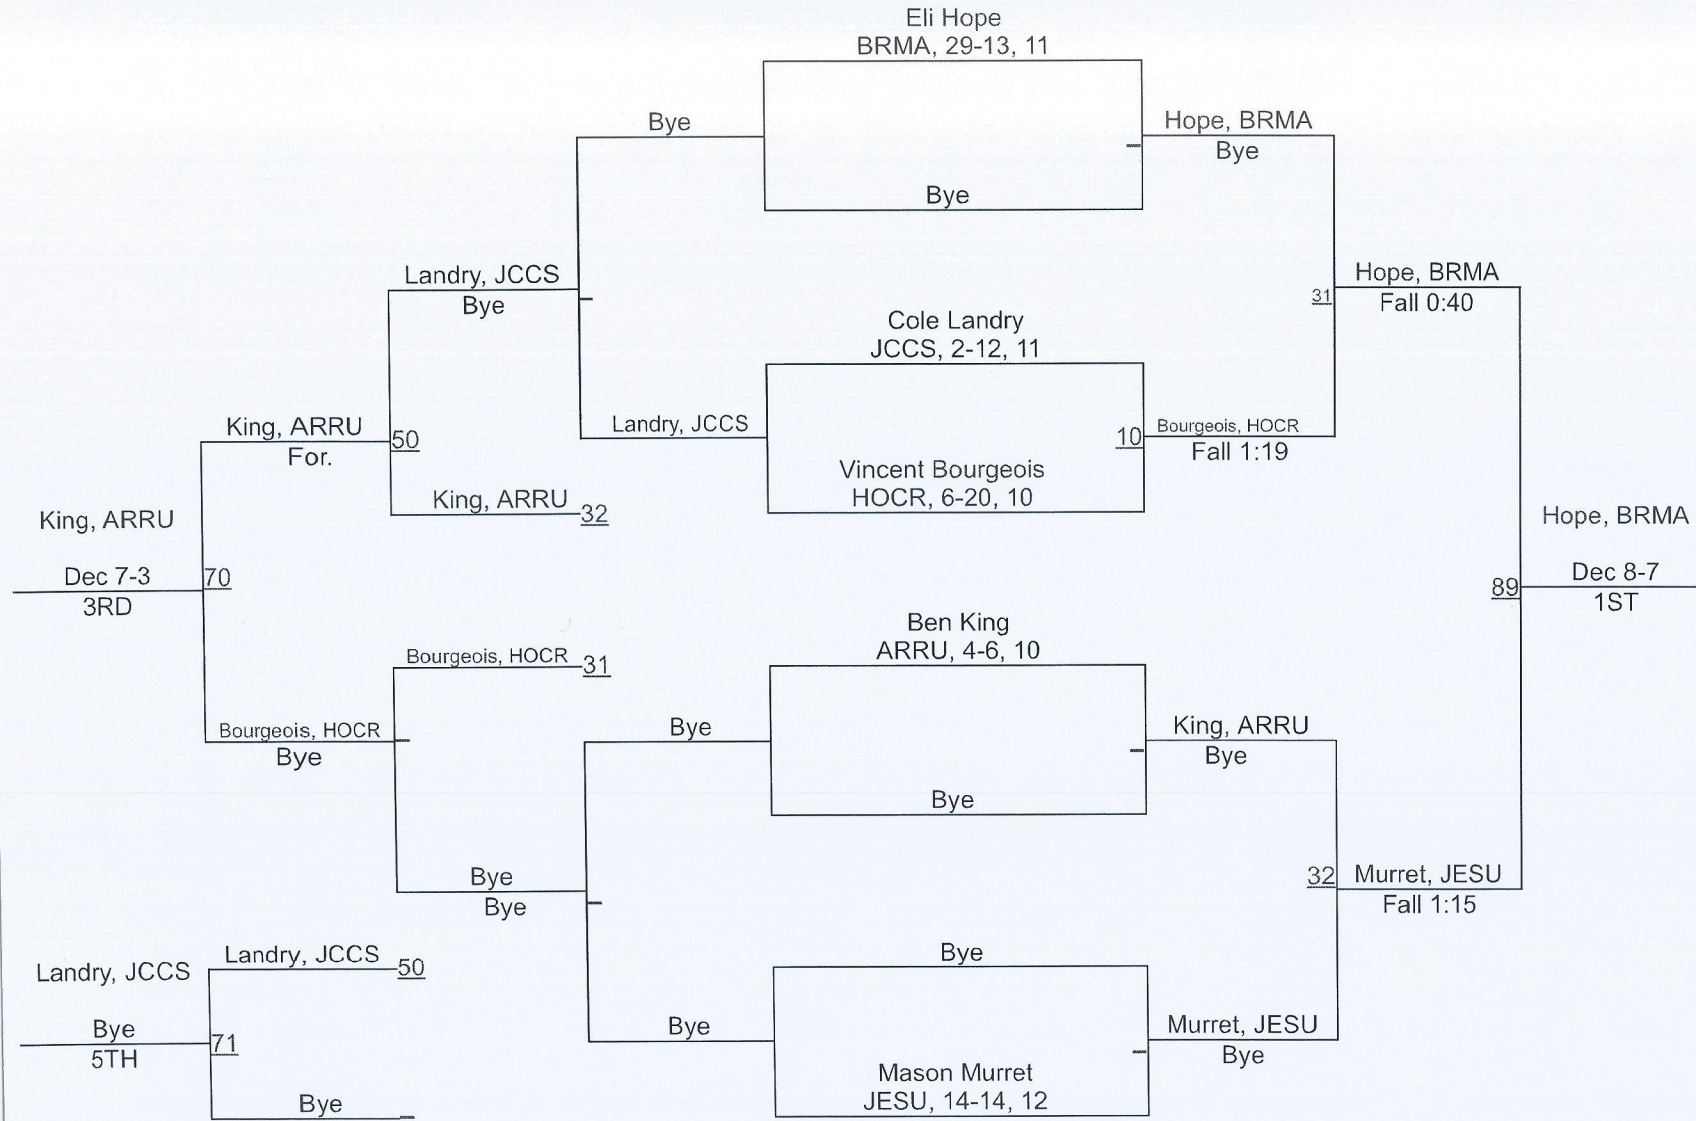 Eli Hope
BRMA, 29-13, 11
Bye
Hope, BRMA
Bye
Bye
Landry, JCCS
Bye
Hope, BRMA
31
Fall 0:40
Cole Landry
JCCS, 2-12, 11
Landry, JCCS
King, ARRU
50
For.
10
Bourgeois, HOCR
Fall 1:19
Vincent Bourgeois
HOCR, 6-20, 10
King, ARRU
32
King, ARRU
Dec 7-3
70
3RD
Hope, BRMA
89
Dec 8-7
1ST
Ben King
ARRU, 4-6, 10
Bourgeois, HOCR
31
Bourgeois, HOCR
Bye
Bye
King, ARRU
Bye
Bye
Bye
Bye
32
Murret, JESU
Fall 1:15
Landry, JCCS
50
Landry, JCCS
Bye
71
5TH
Bye
Bye
Bye
Murret, JESU
Bye
Mason Murret
JESU, 14-14, 12